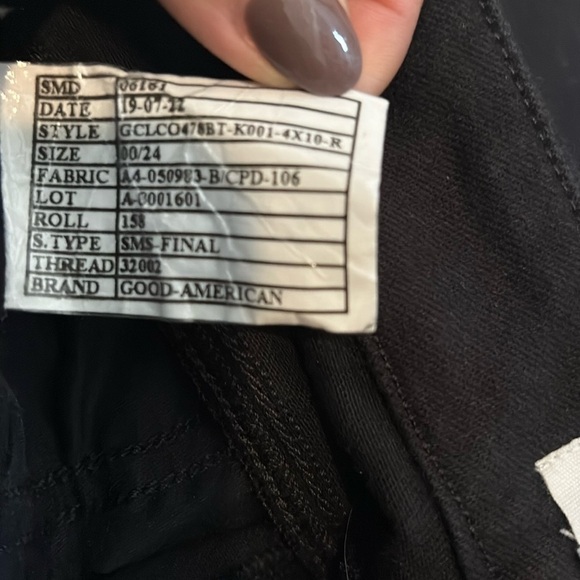 SMD 06161
DATE 19-07-22
STYLE GCLCO478BT-K001-4X10-R
SIZE 00/24
FABRIC A4-050983-B/CPD-106
LOT A-0001601
ROLL 158
S.TYPE SMS-FINAL
THREAD 32002
BRAND GOOD-AMERICAN